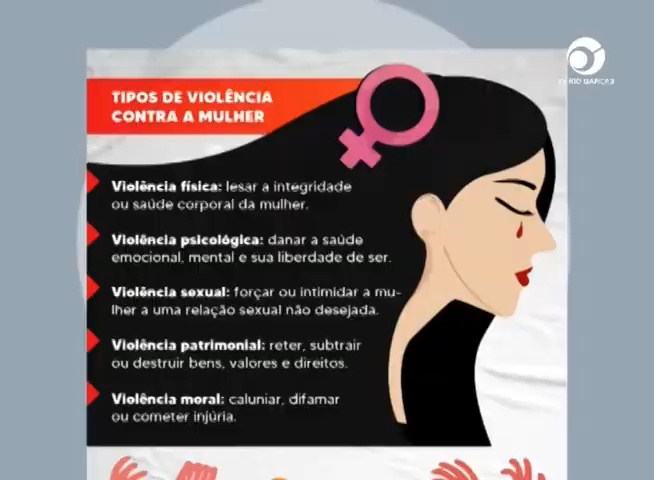 TIPOS DE VIOLÊNCIA
CONTRA A MULHER
Violência física: lesar a integridade
ou saúde corporal da mulher.
Violência psicológica: danar a saúde
emocional, mental e sua liberdade de ser.
Violência sexual: forçar ou intimidar a mu-
lher a uma relação sexual não desejada.
Violência patrimonial: reter, subtrair
ou destruir bens, valores e direitos.
Violência moral: caluniar, difamar
ou cometer injúria.